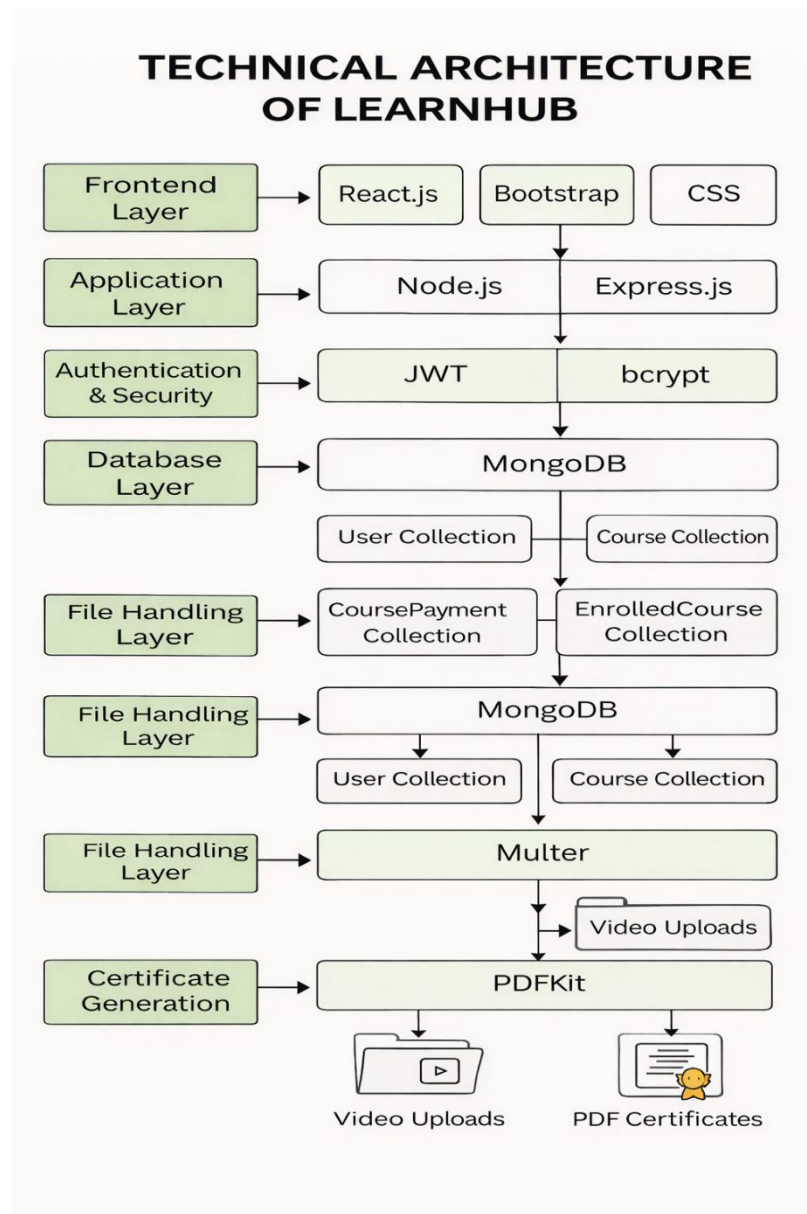 TECHNICAL ARCHITECTURE
OF LEARNHUB
Frontend
Layer
React.js
Bootstrap
CSS
Application
Layer
Node.js
Express.js
Authentication
& Security
JWT
bcrypt
Database
Layer
MongoDB
User Collection
Course Collection
File Handling
Layer
CoursePayment
Collection
EnrolledCourse
Collection
File Handling
Layer
MongoDB
User Collection
Course Collection
File Handling
Layer
Multer
Video Uploads
Certificate
Generation
PDFKit
Video Uploads
PDF Certificates